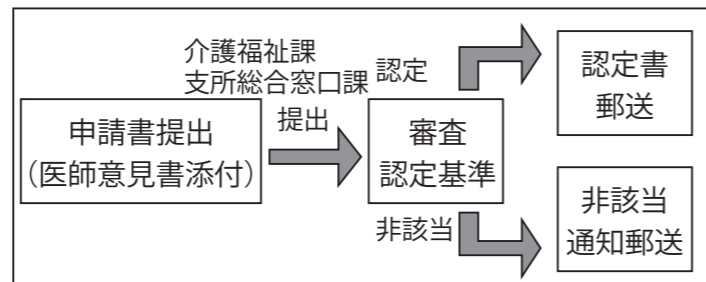 介護福祉課
支所総合窓口課
提出
申請書提出
（医師意見書添付）
審査
認定基準
認定
認定書
郵送
非該当
非該当
通知郵送